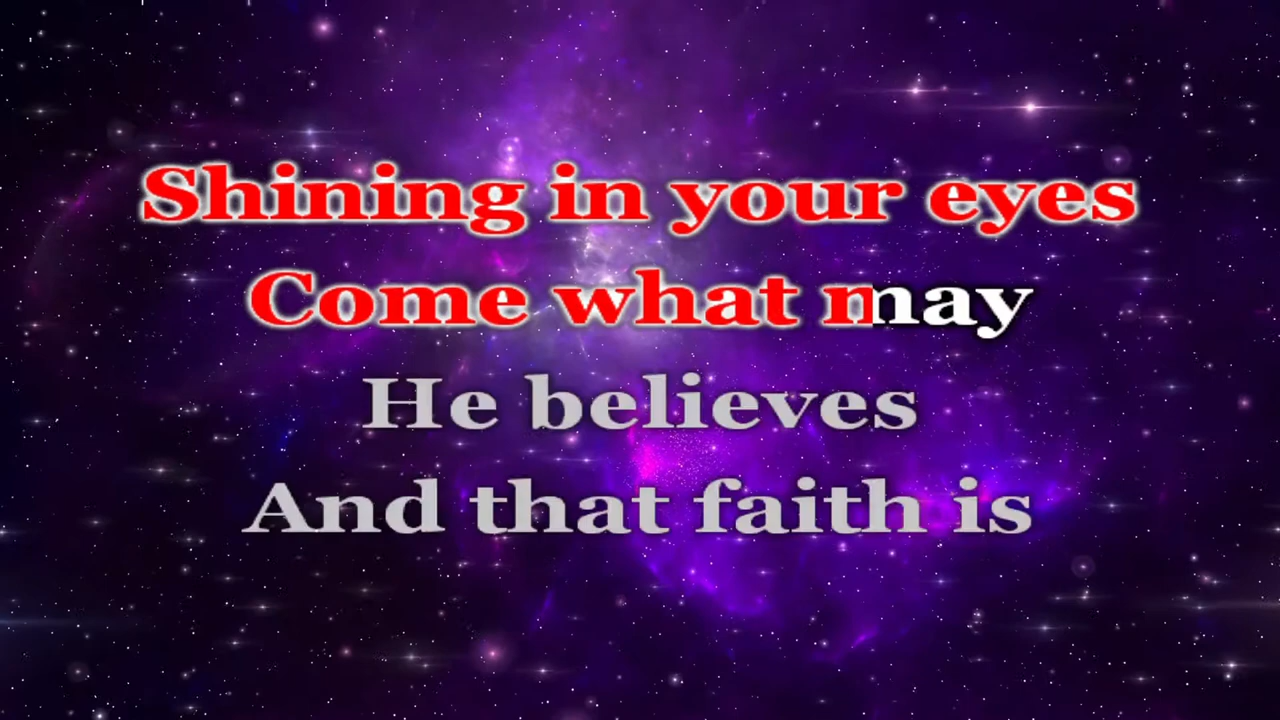 Shining in your eyes
Come what may
He believes
And that faith is